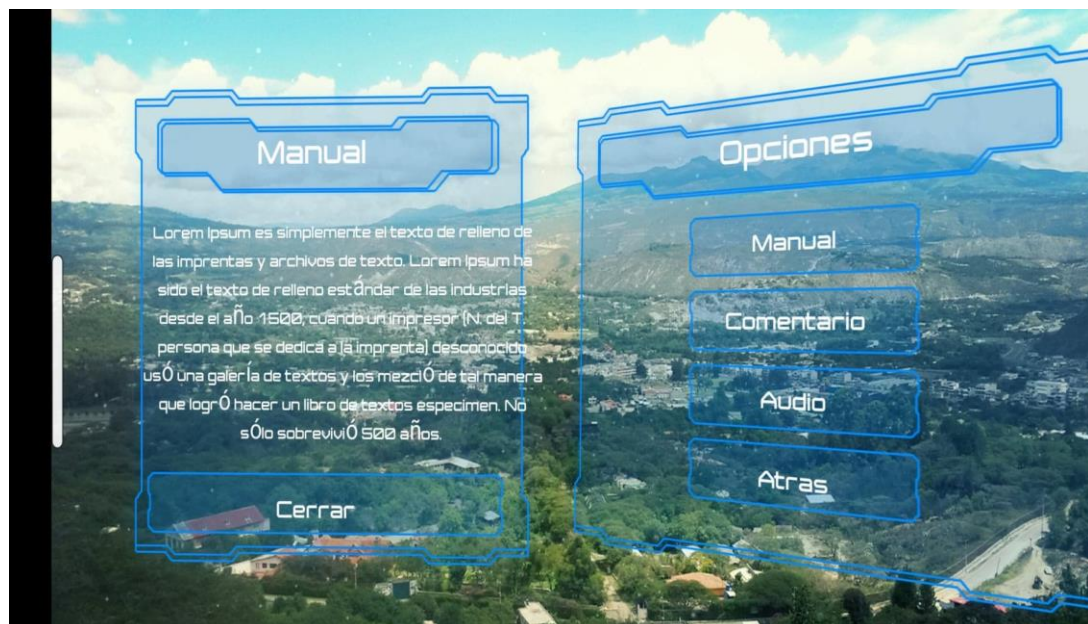 Manual
Lorem Ipsum es simplemente el texto de relleno de
las imprentas y archivos de texto. Lorem Ipsum ha
sido el texto de relleno estándar de las industrias
desde el año 1500, cuando un impresor (N. del T.
persona que se dedica a la imprenta) desconocido
usó una galería de textos y los mezcló de tal manera
que logró hacer un libro de textos especimen. No
sólo sobrevivió 500 años.
Cerrar
Opciones
Manual
Comentario
Audio
Atras